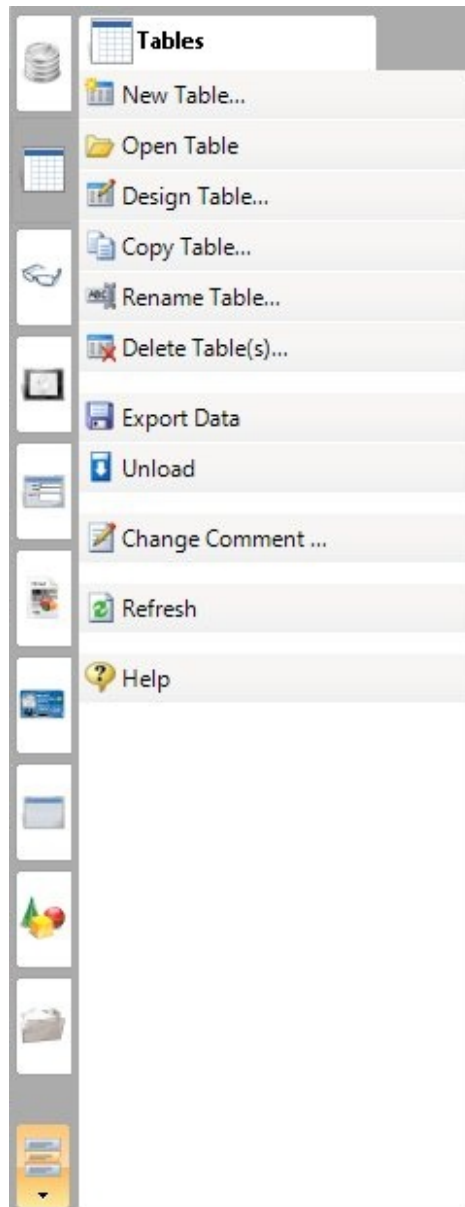 Tables
New Table...
Open Table
Design Table...
Copy Table...
Rename Table...
Delete Table(s)...
Export Data
Unload
Change Comment ...
Refresh
Help